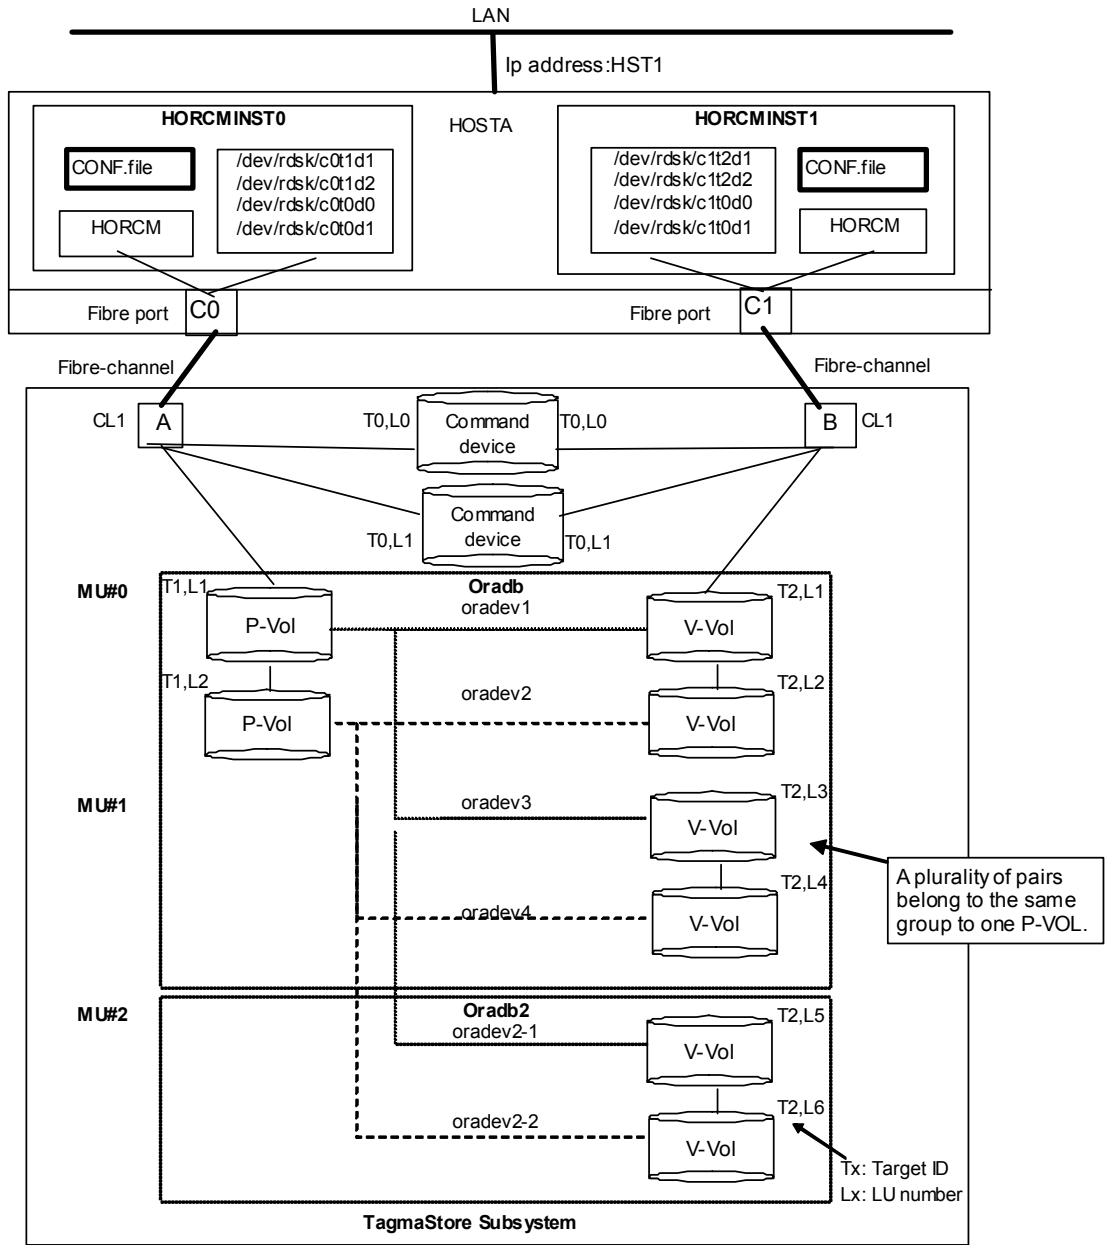 LAN
Ip address:HST1
HORCMINST0
HOSTA
HORCMINST1
CONF.file
/dev/rdsk/c0t1d1
/dev/rdsk/c0t1d2
/dev/rdsk/c0t0d0
/dev/rdsk/c0t0d1
HORCM
/dev/rdsk/c1t2d1
/dev/rdsk/c1t2d2
/dev/rdsk/c1t0d0
/dev/rdsk/c1t0d1
CONF.file
HORCM
Fibre port
C0
Fibre port
C1
Fibre-channel
Fibre-channel
CL1
A
T0,L0
Command
device
T0,L0
B
CL1
T0,L1
Command
device
T0,L1
MU#0
T1,L1
Oradb
oradev1
T2,L1
P-Vol
V-Vol
T1,L2
oradev2
T2,L2
P-Vol
V-Vol
MU#1
oradev3
T2,L3
V-Vol
oradev4
T2,L4
V-Vol
A plurality of pairs
belong to the same
group to one P-VOL.
MU#2
Oradb2
oradev2-1
T2,L5
V-Vol
oradev2-2
T2,L6
V-Vol
Tx: Target ID
Lx: LU number
TagmaStore Subsystem